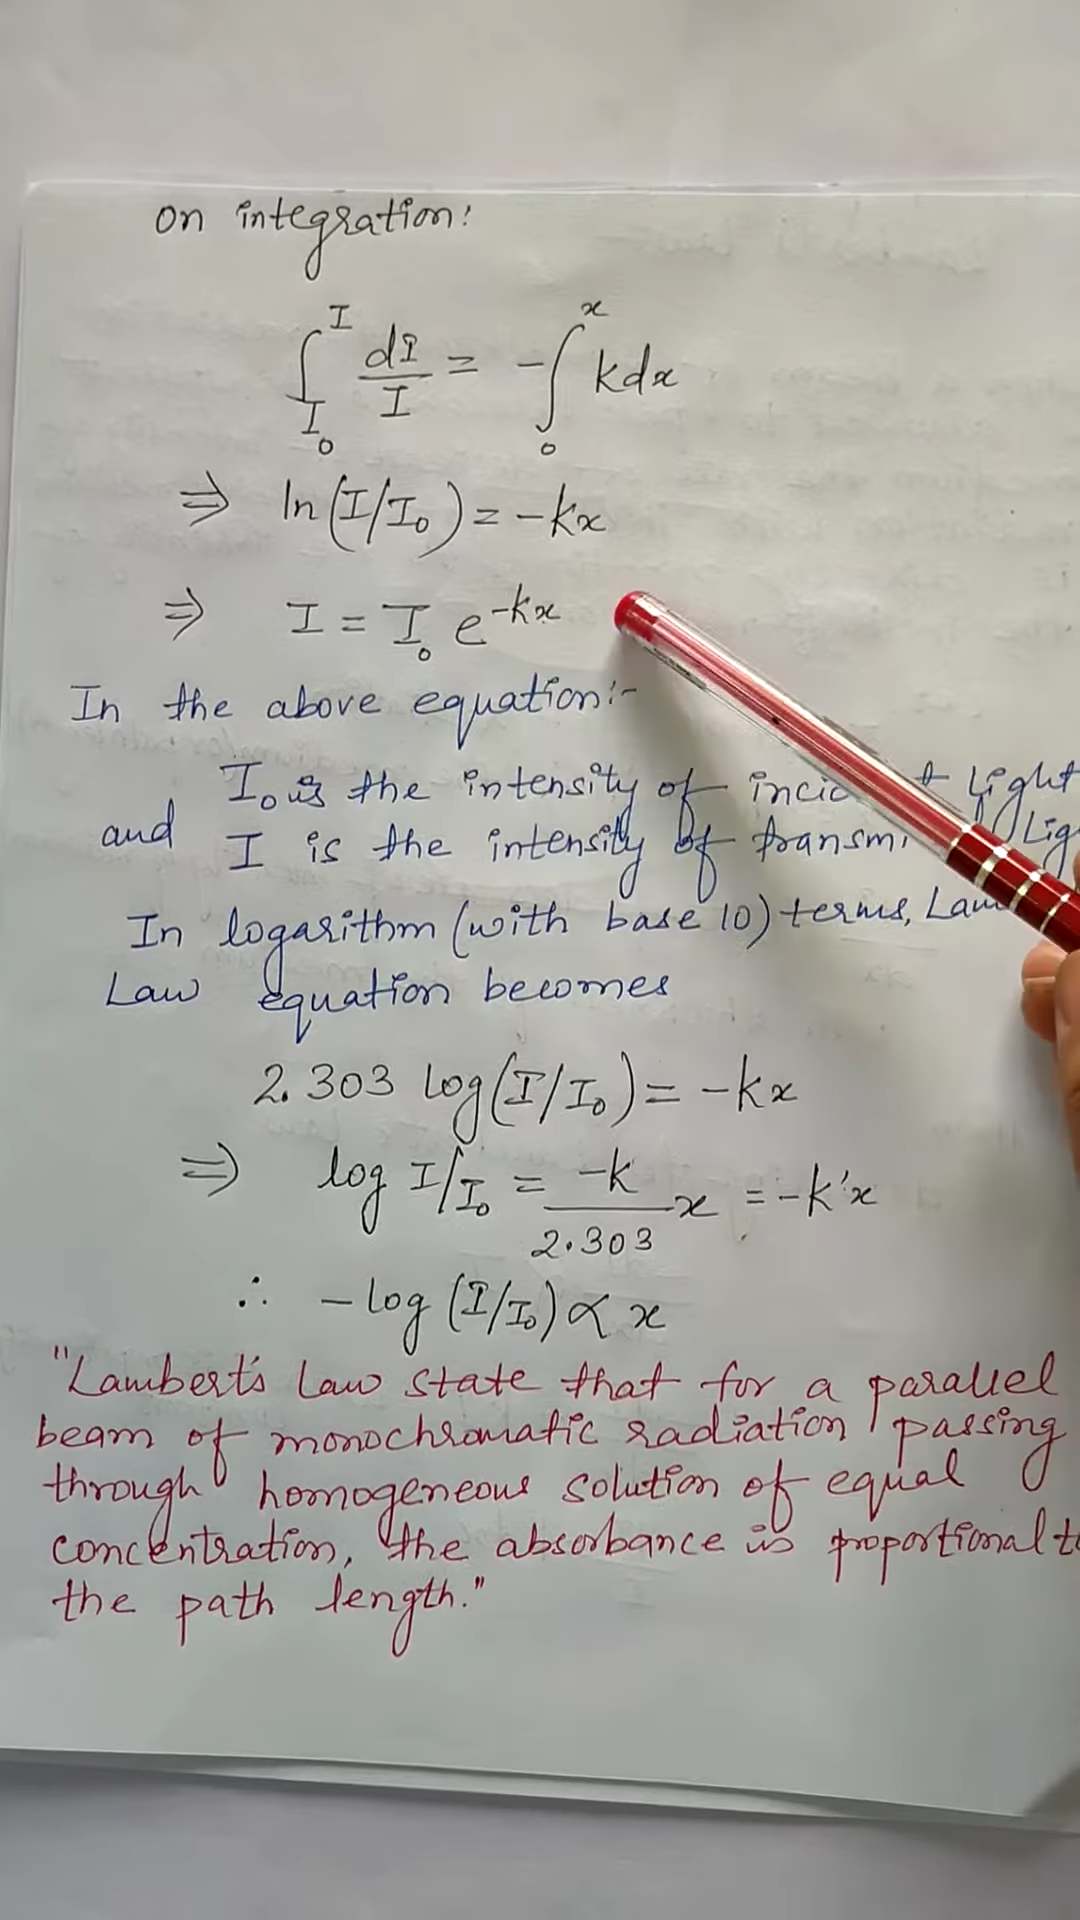 on integration:
∫_{I₀}^{I} dI/I = -∫_{0}^{x} kdx
⇒ ln(I/I₀) = -kx
⇒ I = I₀ e^{-kx}
In the above equation:-
I₀ is the intensity of Light
and I is the intensity of
In logarithm (with base 10) terms,
Law equation becomes
2.303 log(I/I₀) = -kx
⇒ log I/I₀ = -k/2.303 x = -k'x
∴ -log (I/I₀) ∝ x
"Lambert's Law state that for a parallel
beam of monochromatic radiation passing
through homogeneous solution of equal
concentration, the absorbance is proportional
the path length."